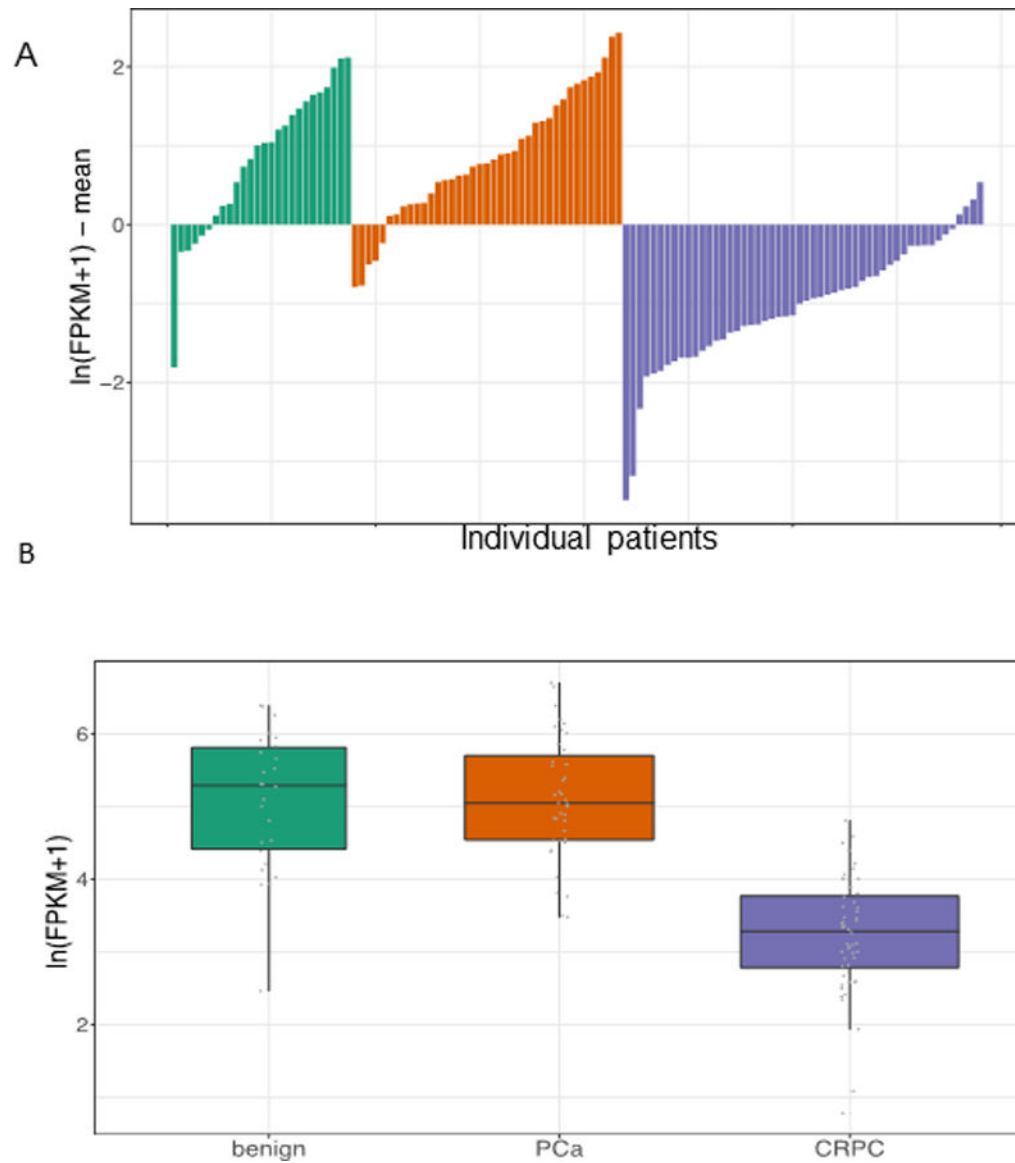 A
ln(FPKM+1) − mean
2
0
−2
Individual patients
B
ln(FPKM+1)
6
4
2
benign PCa CRPC